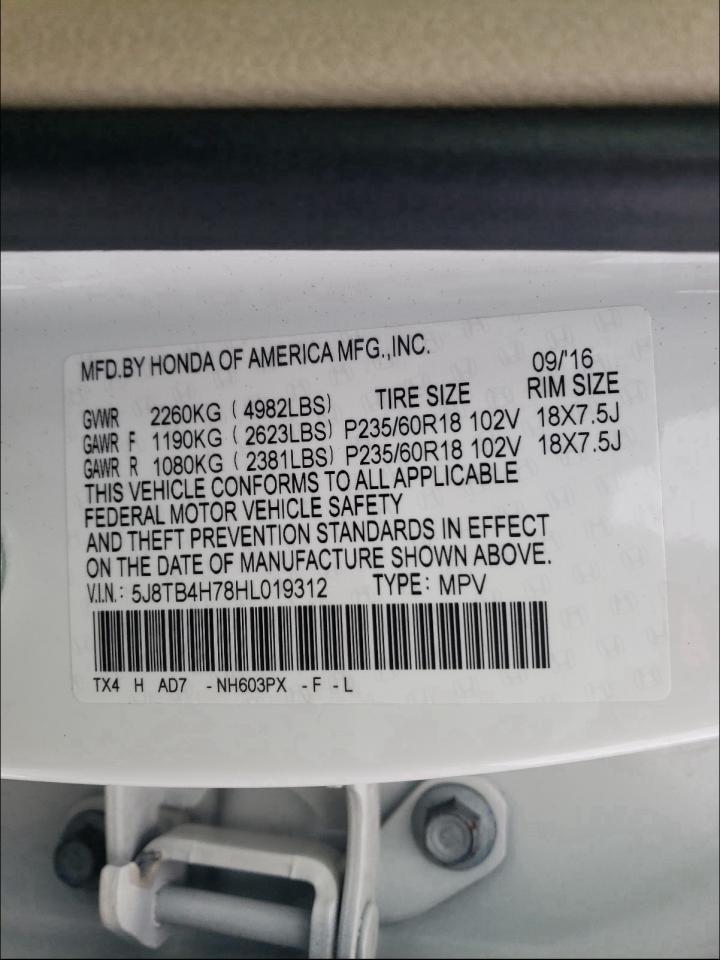 MFD.BY HONDA OF AMERICA MFG.,INC. 09/'16
TIRE SIZE RIM SIZE
GVWR 2260KG ( 4982LBS)
GAWR F 1190KG ( 2623LBS) P235/60R18 102V 18X7.5J
GAWR R 1080KG ( 2381LBS) P235/60R18 102V 18X7.5J
THIS VEHICLE CONFORMS TO ALL APPLICABLE
FEDERAL MOTOR VEHICLE SAFETY
AND THEFT PREVENTION STANDARDS IN EFFECT
ON THE DATE OF MANUFACTURE SHOWN ABOVE.
V.I.N.: 5J8TB4H78HL019312 TYPE: MPV
TX4 H AD7 -NH603PX -F -L